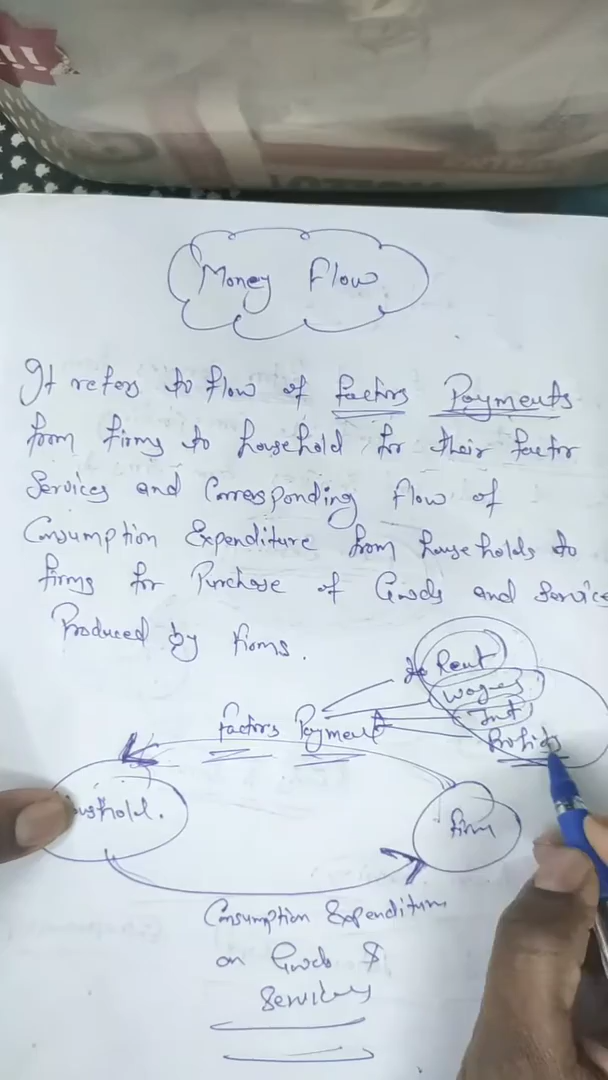 !!!
Money Flow
It refers to flow of factors Payments
from firms to household for their factor
Services and Corresponding flow of
Consumption Expenditure from households to
firms for Purchase of Goods and Service
Produced by firms.
Rent
Wages
Int
Profits
Factors Payment
usehold.
firm
Consumption Expenditure
on Goods &
Services